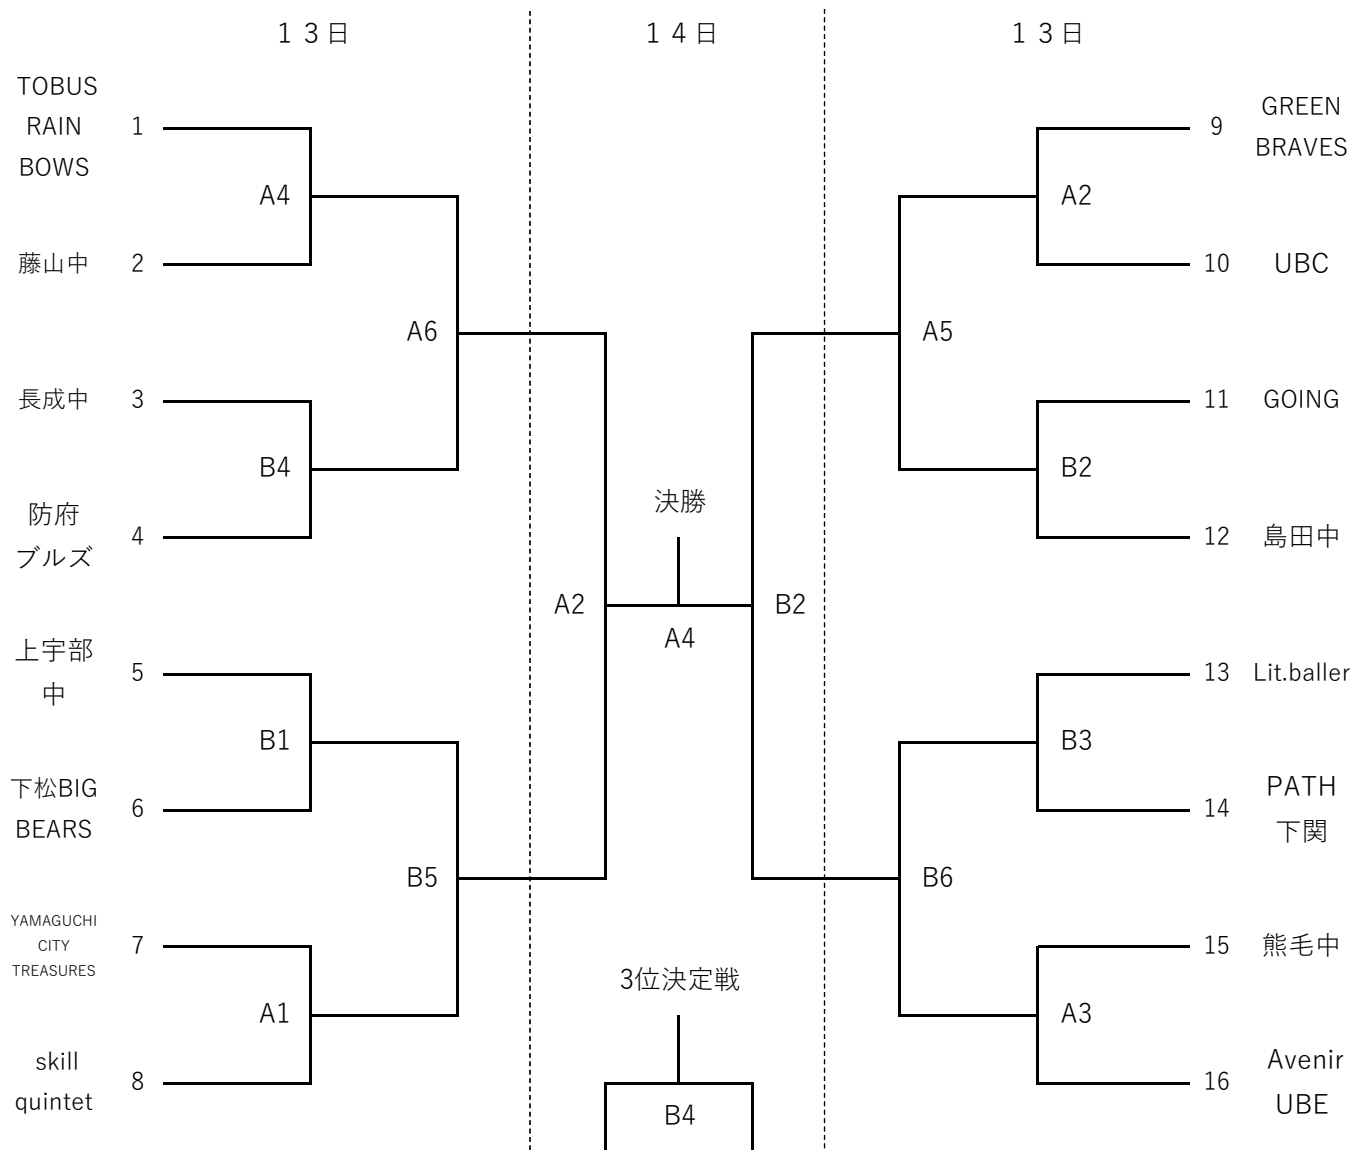 １３日
１４日
１３日
TOBUS
RAIN
BOWS
1
A4
藤山中
2
A6
長成中
3
B4
防府
ブルズ
4
上宇部
中
5
B1
下松BIG
BEARS
6
B5
YAMAGUCHI
CITY
TREASURES
7
A1
skill
quintet
8
A2
決勝
A4
B2
3位決定戦
B4
9
GREEN
BRAVES
A2
10
UBC
A5
11
GOING
B2
12
島田中
13
Lit.baller
B3
14
PATH
下関
B6
15
熊毛中
A3
16
Avenir
UBE